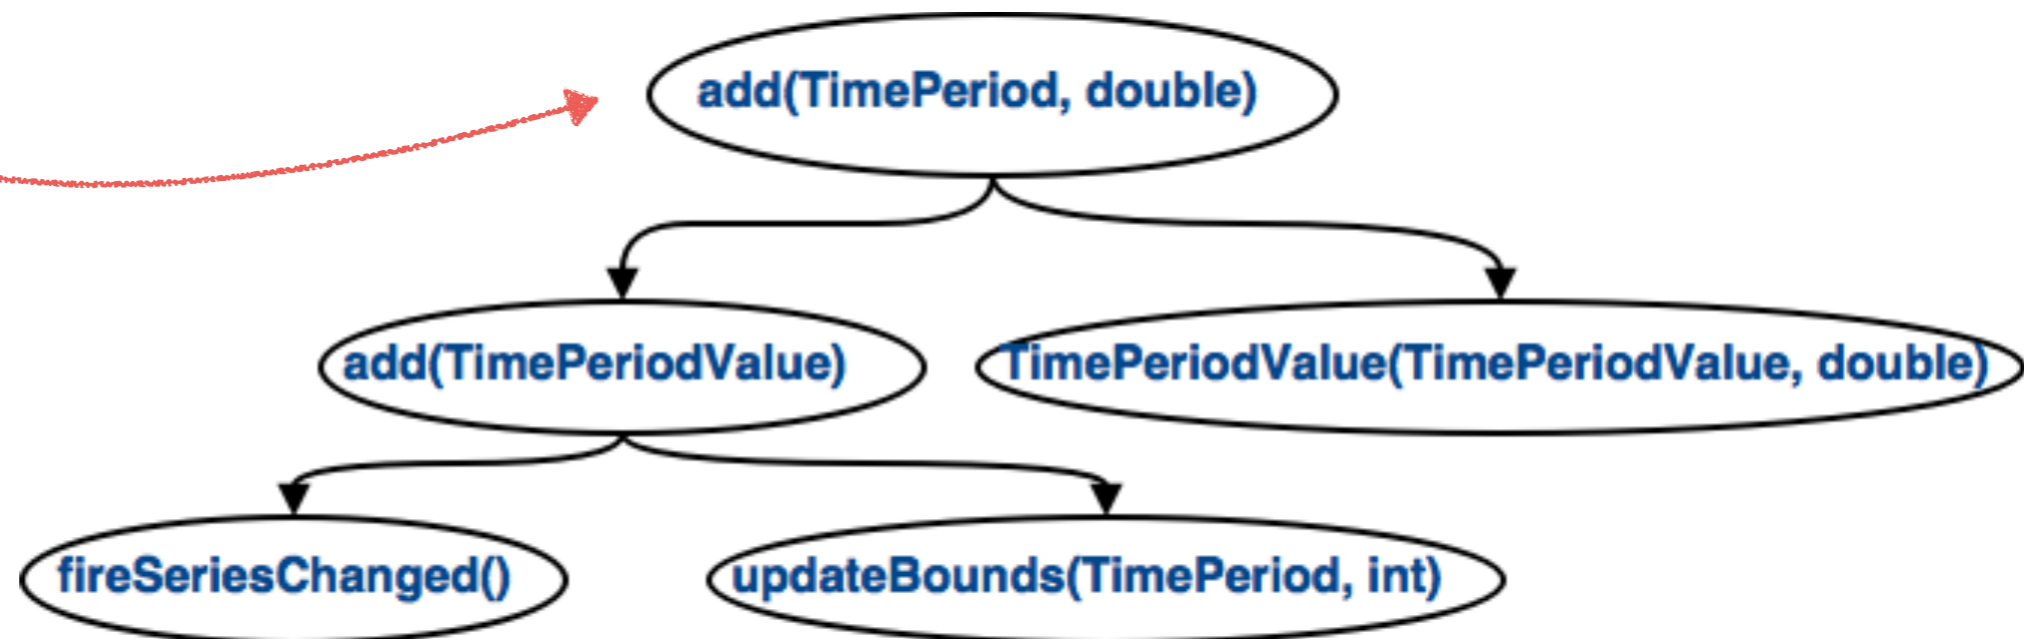 add(TimePeriod, double)
add(TimePeriodValue)
TimePeriodValue(TimePeriodValue, double)
fireSeriesChanged()
updateBounds(TimePeriod, int)